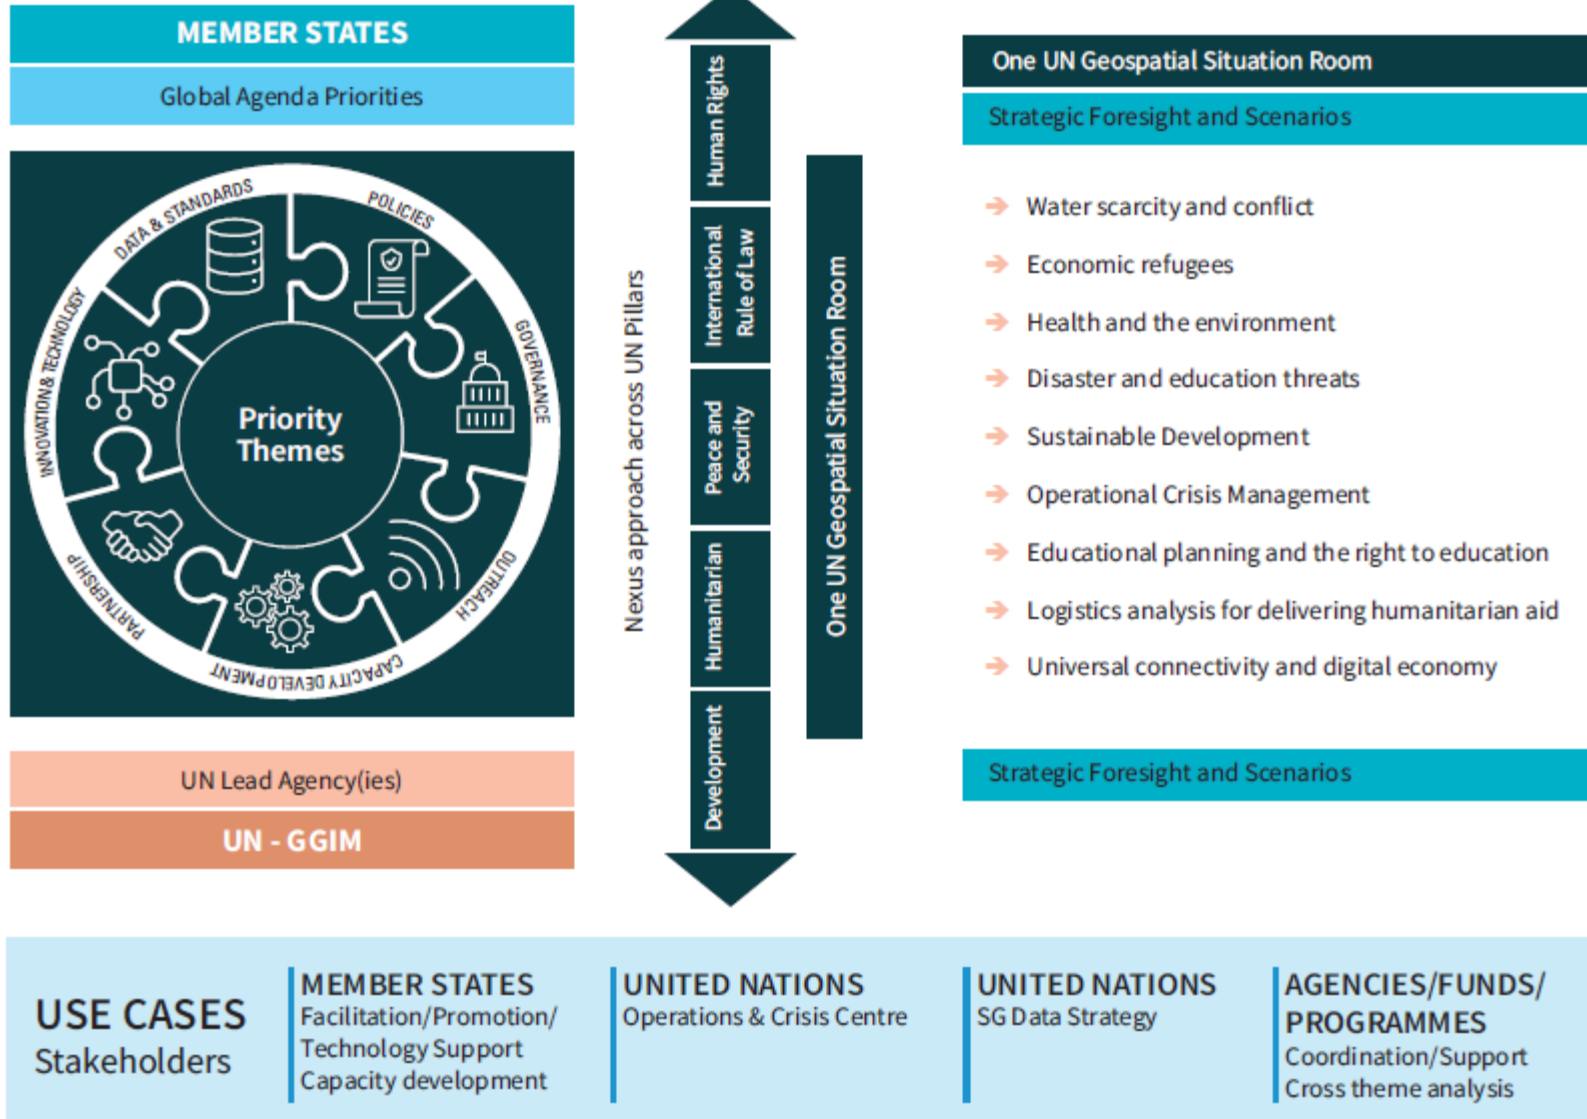 MEMBER STATES
Global Agenda Priorities
DATA & STANDARDS
POLICIES
GOVERNANCE
OUTREACH
CAPACITY DEVELOPMENT
PARTNERSHIP
INNOVATION & TECHNOLOGY
Priority
Themes
UN Lead Agency(ies)
UN - GGIM
Nexus approach across UN Pillars
Human Rights
International
Rule of Law
Peace and
Security
Humanitarian
Development
One UN Geospatial Situation Room
One UN Geospatial Situation Room
Strategic Foresight and Scenarios
Water scarcity and conflict
Economic refugees
Health and the environment
Disaster and education threats
Sustainable Development
Operational Crisis Management
Educational planning and the right to education
Logistics analysis for delivering humanitarian aid
Universal connectivity and digital economy
Strategic Foresight and Scenarios
USE CASES
Stakeholders
MEMBER STATES
Facilitation/Promotion/
Technology Support
Capacity development
UNITED NATIONS
Operations & Crisis Centre
UNITED NATIONS
SG Data Strategy
AGENCIES/FUNDS/
PROGRAMMES
Coordination/Support
Cross theme analysis